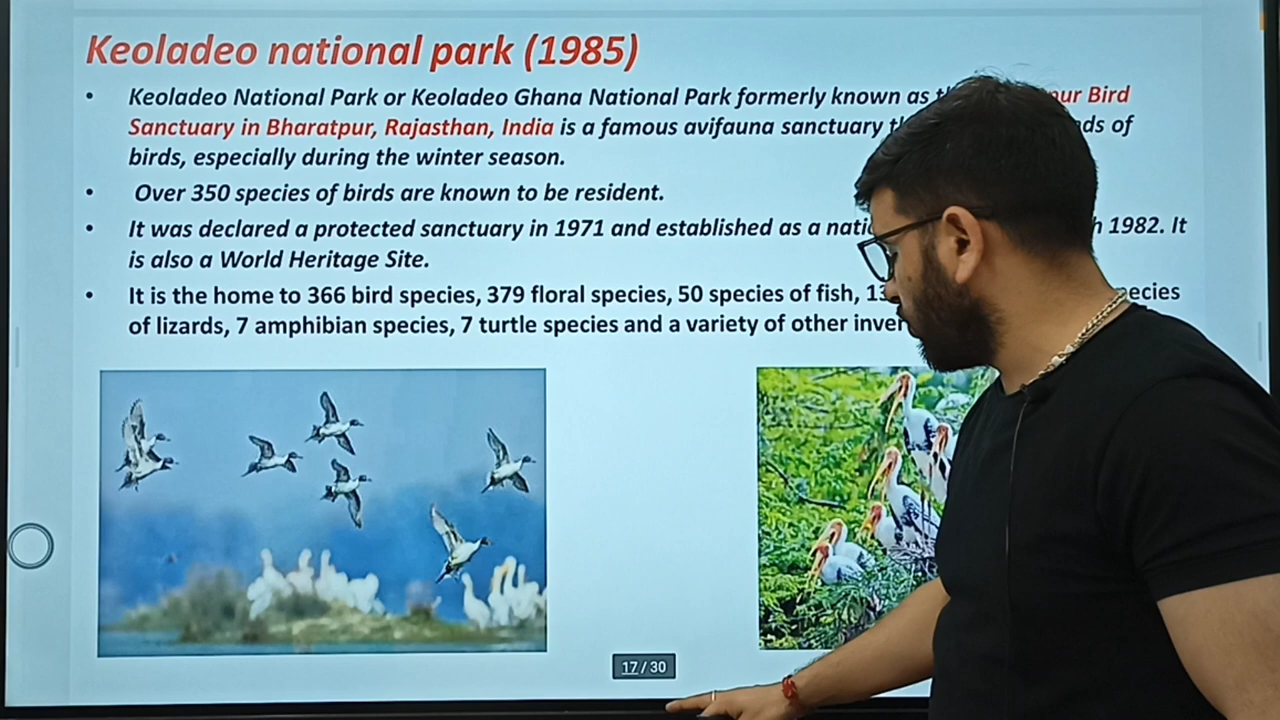 Keoladeo national park (1985)
• Keoladeo National Park or Keoladeo Ghana National Park formerly known as Bird
Sanctuary in Bharatpur, Rajasthan, India is a famous avifauna sanctuary of
birds, especially during the winter season.
• Over 350 species of birds are known to be resident.
• It was declared a protected sanctuary in 1971 and established as a 1982. It
is also a World Heritage Site.
• It is the home to 366 bird species, 379 floral species, 50 species of fish,
of lizards, 7 amphibian species, 7 turtle species and a variety of other
17 / 30